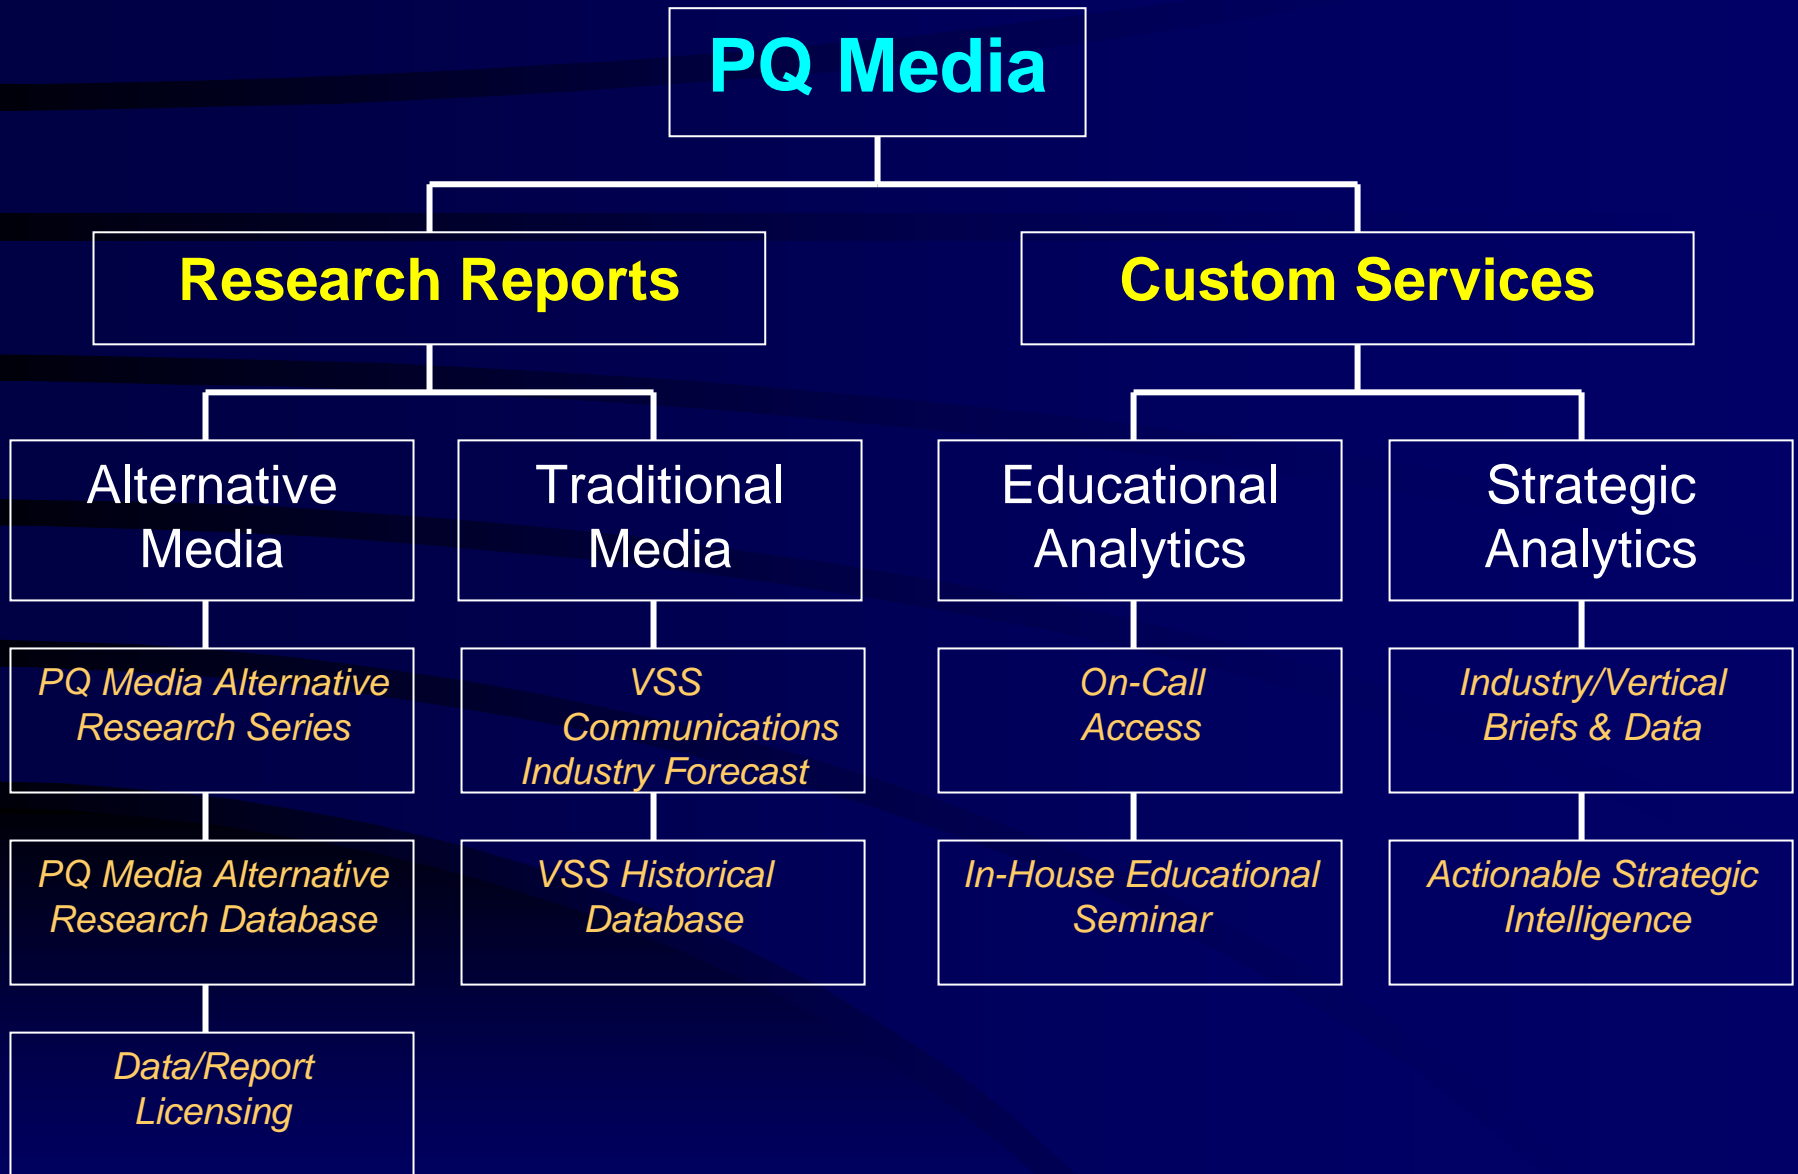 PQ Media
Research Reports
Custom Services
Alternative
Media
Traditional
Media
Educational
Analytics
Strategic
Analytics
PQ Media Alternative
Research Series
VSS
Communications
Industry Forecast
On-Call
Access
Industry/Vertical
Briefs & Data
PQ Media Alternative
Research Database
VSS Historical
Database
In-House Educational
Seminar
Actionable Strategic
Intelligence
Data/Report
Licensing